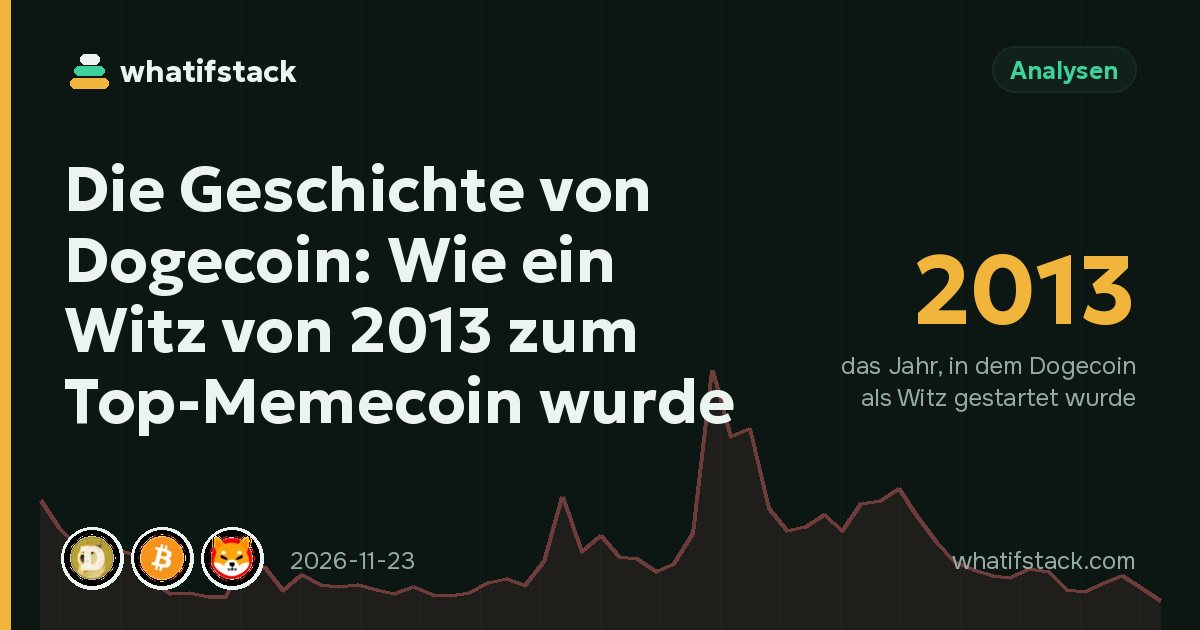 whatifstack
Analysen
Die Geschichte von
Dogecoin: Wie ein
Witz von 2013 zum
Top-Memecoin wurde
2013
das Jahr, in dem Dogecoin
als Witz gestartet wurde
2026-11-23
whatifstack.com